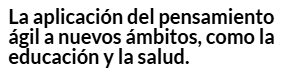 La aplicación del pensamiento
ágil a nuevos ámbitos, como la
educación y la salud.